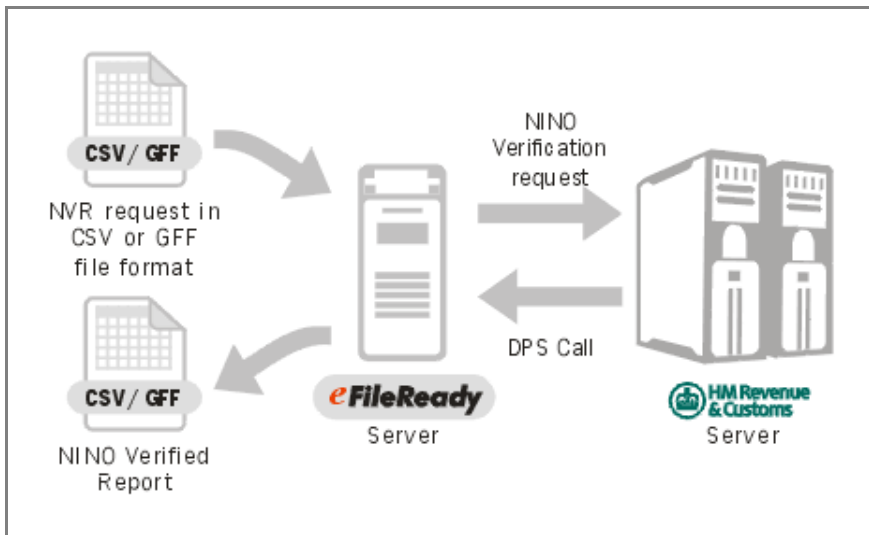 CSV/ GFF
NVR request in
CSV or GFF
file format
NINO
Verification
request
DPS Call
CSV/ GFF
NINO Verified
Report
eFileReady
Server
HM Revenue
& Customs
Server